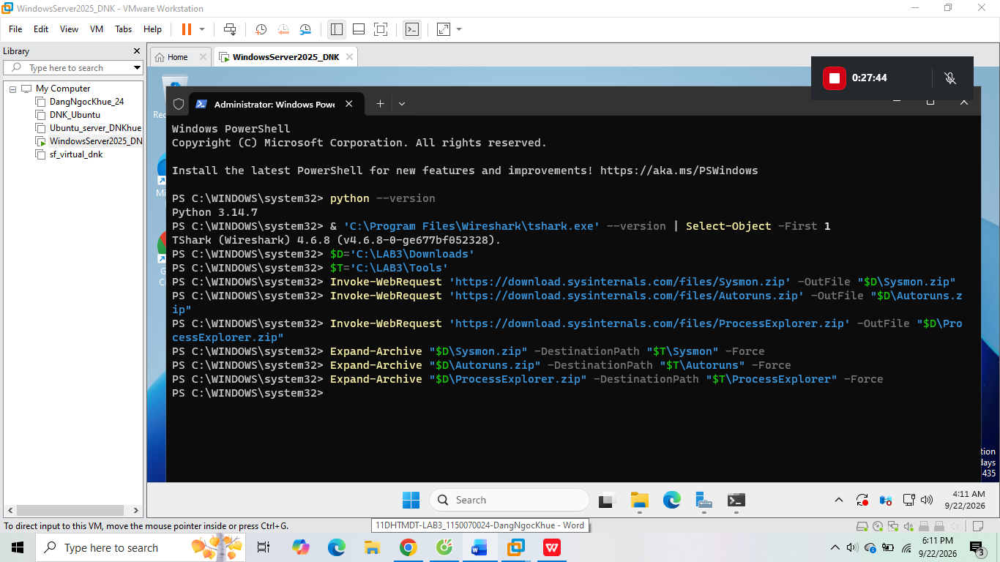 WindowsServer2025_DNK - VMware Workstation
File Edit View VM Tabs Help
Library
Type here to search
My Computer
DangNgocKhue_24
DNK_Ubuntu
Ubuntu_server_DNKhue
WindowsServer2025_DN
sf_virtual_dnk
Home
WindowsServer2025_DNK
0:27:44
Administrator: Windows Powe
Windows PowerShell
Copyright (C) Microsoft Corporation. All rights reserved.
Install the latest PowerShell for new features and improvements! https://aka.ms/PSWindows
PS C:\WINDOWS\system32> python --version
Python 3.14.7
PS C:\WINDOWS\system32> & 'C:\Program Files\Wireshark\tshark.exe' --version | Select-Object -First 1
TShark (Wireshark) 4.6.8 (v4.6.8-0-ge677bf052328).
PS C:\WINDOWS\system32> $D='C:\LAB3\Downloads'
PS C:\WINDOWS\system32> $T='C:\LAB3\Tools'
PS C:\WINDOWS\system32> Invoke-WebRequest 'https://download.sysinternals.com/files/Sysmon.zip' -OutFile "$D\Sysmon.zip"
PS C:\WINDOWS\system32> Invoke-WebRequest 'https://download.sysinternals.com/files/Autoruns.zip' -OutFile "$D\Autoruns.z
ip"
PS C:\WINDOWS\system32> Invoke-WebRequest 'https://download.sysinternals.com/files/ProcessExplorer.zip' -OutFile "$D\Pro
cessExplorer.zip"
PS C:\WINDOWS\system32> Expand-Archive "$D\Sysmon.zip" -DestinationPath "$T\Sysmon" -Force
PS C:\WINDOWS\system32> Expand-Archive "$D\Autoruns.zip" -DestinationPath "$T\Autoruns" -Force
PS C:\WINDOWS\system32> Expand-Archive "$D\ProcessExplorer.zip" -DestinationPath "$T\ProcessExplorer" -Force
PS C:\WINDOWS\system32>
Rec
Mi
G
C
tion
days
435
Search
4:11 AM
9/22/2026
To direct input to this VM, move the mouse pointer inside or press Ctrl+G.
11DHTMDT-LAB3_1150070024-DangNgocKhue - Word
Type here to search
6:11 PM
9/22/2026
3